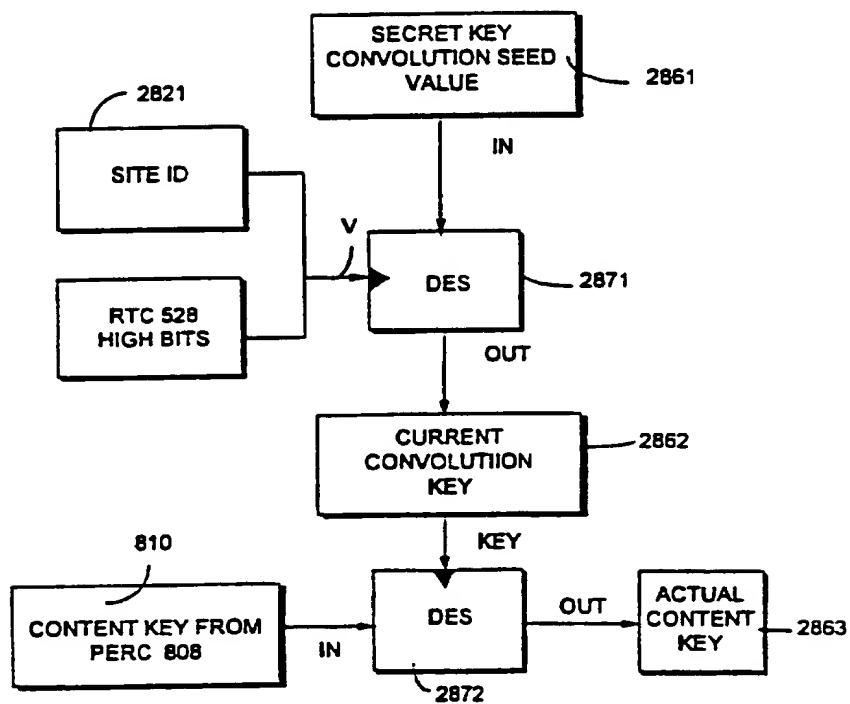 SECRET KEY
CONVOLUTION SEED
VALUE
2861
2821
IN
SITE ID
V
DES
2871
RTC 528
HIGH BITS
OUT
CURRENT
CONVOLUTIION
KEY
2862
KEY
810
CONTENT KEY FROM
PERC 808
IN
DES
OUT
ACTUAL
CONTENT
KEY
2863
2872